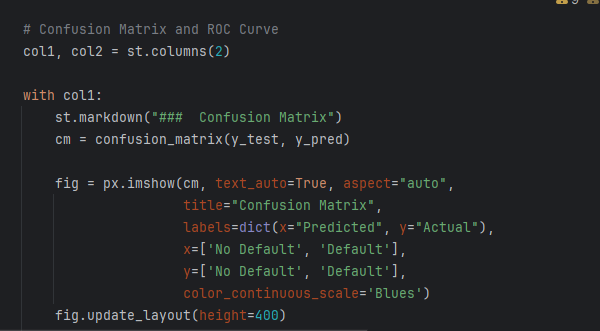 9
# Confusion Matrix and ROC Curve
col1, col2 = st.columns(2)
with col1:
st.markdown("###  Confusion Matrix")
cm = confusion_matrix(y_test, y_pred)
fig = px.imshow(cm, text_auto=True, aspect="auto",
title="Confusion Matrix",
labels=dict(x="Predicted", y="Actual"),
x=['No Default', 'Default'],
y=['No Default', 'Default'],
color_continuous_scale='Blues')
fig.update_layout(height=400)